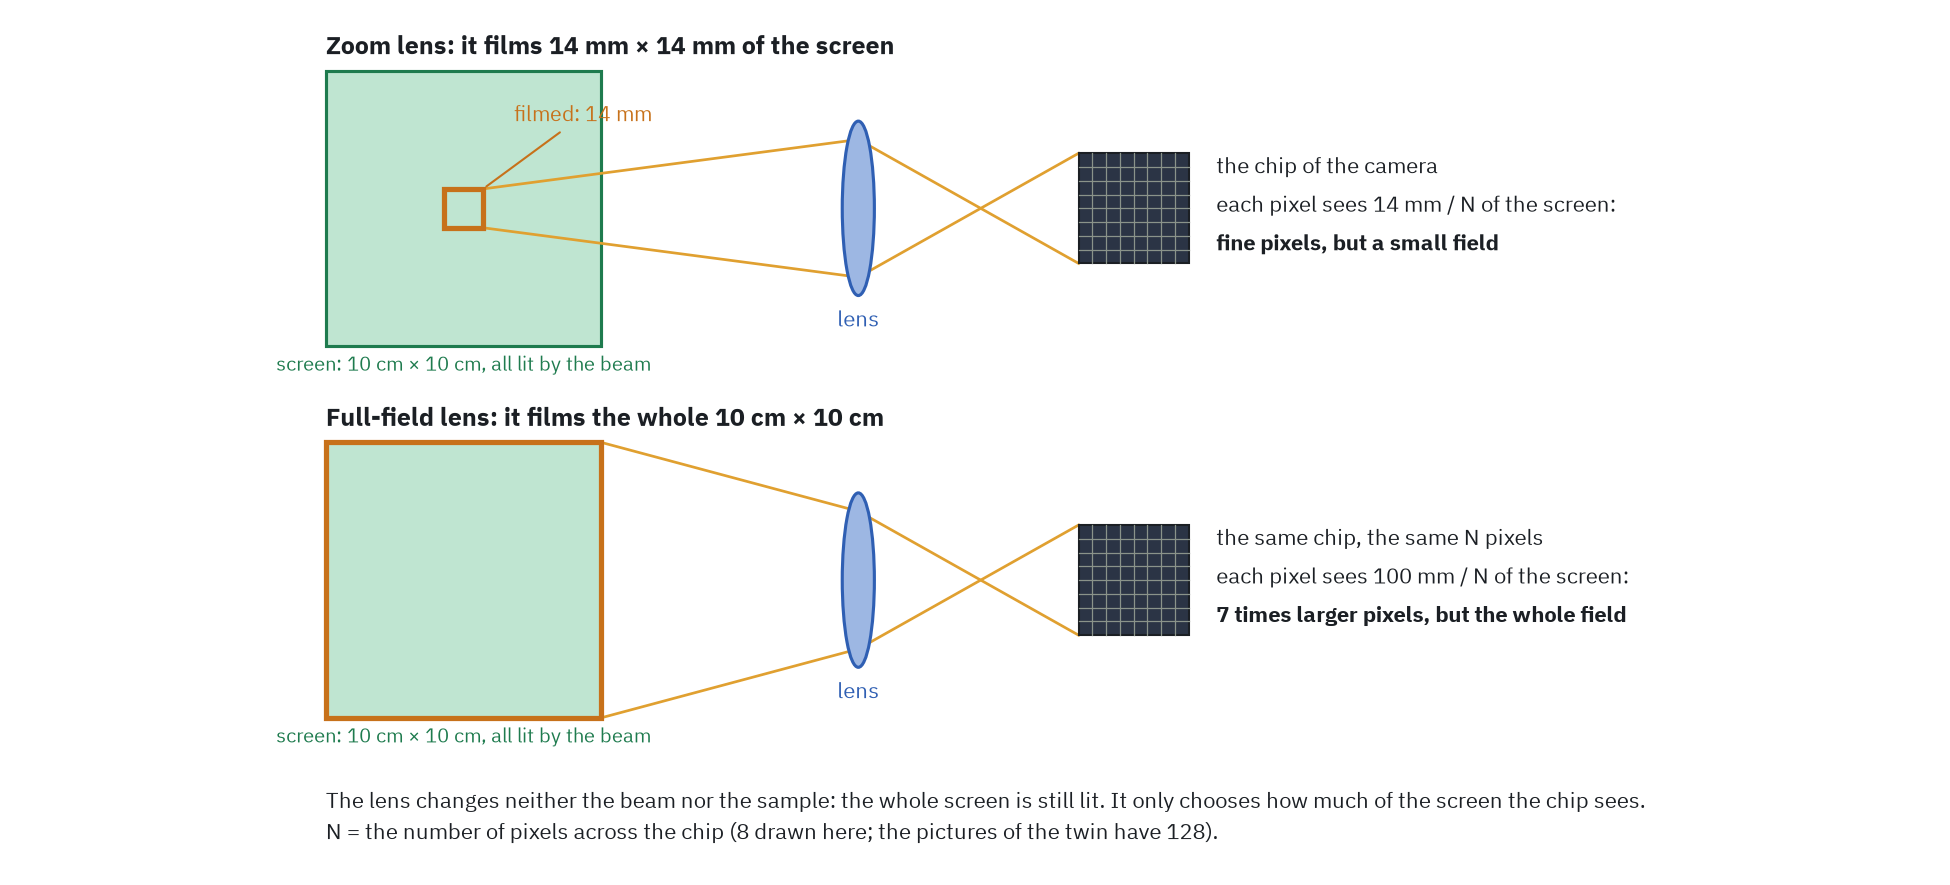 Zoom lens: it films 14 mm × 14 mm of the screen
filmed: 14 mm
the chip of the camera
each pixel sees 14 mm / N of the screen:
fine pixels, but a small field
lens
screen: 10 cm × 10 cm, all lit by the beam
Full-field lens: it films the whole 10 cm × 10 cm
the same chip, the same N pixels
each pixel sees 100 mm / N of the screen:
7 times larger pixels, but the whole field
lens
screen: 10 cm × 10 cm, all lit by the beam
The lens changes neither the beam nor the sample: the whole screen is still lit. It only chooses how much of the screen the chip sees.
N = the number of pixels across the chip (8 drawn here; the pictures of the twin have 128).